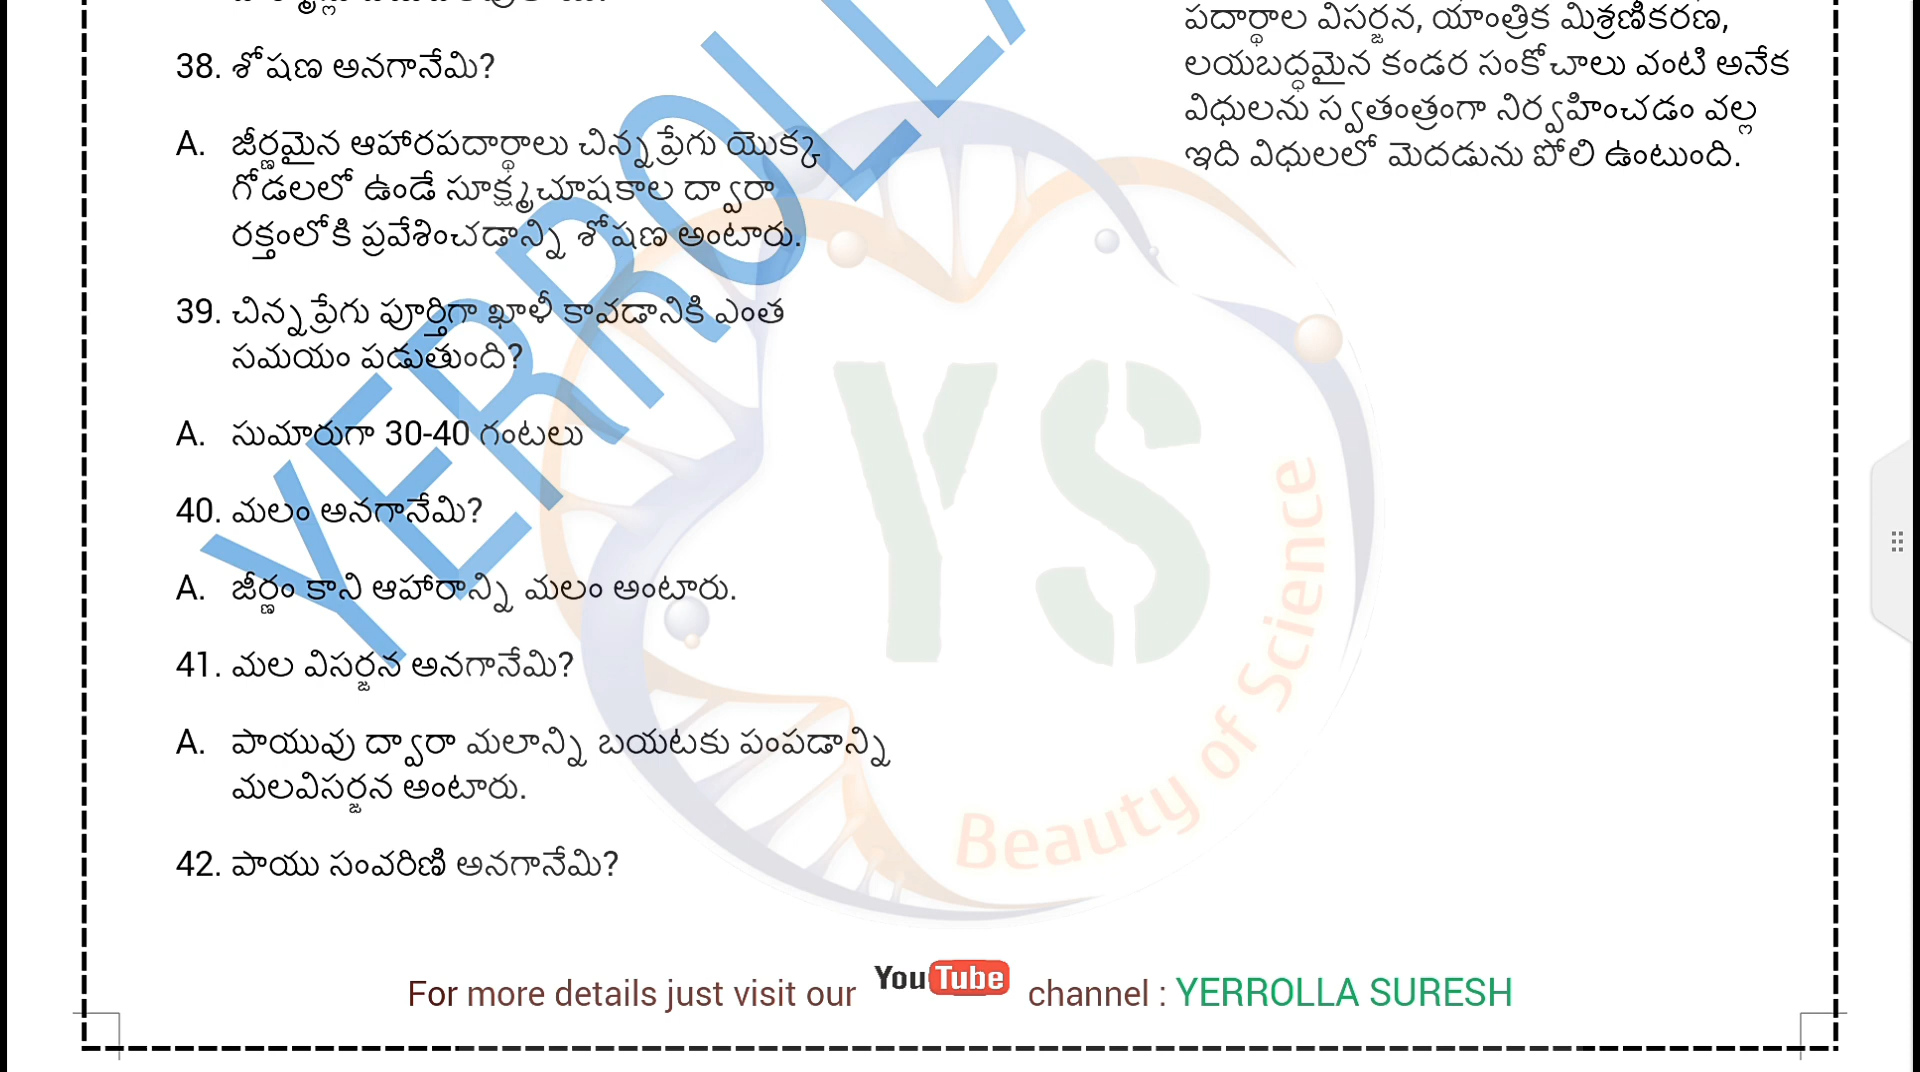 38. శోషణ అనగానేమి?
A. జీర్ణమైన ఆహారపదార్థాలు చిన్నప్రేగు యొక్క
గోడలలో ఉండే సూక్ష్మచూషకాల ద్వారా
రక్తంలోకి ప్రవేశించడాన్ని శోషణ అంటారు.
39. చిన్నప్రేగు పూర్తిగా ఖాళీ కావడానికి ఎంత
సమయం పడుతుంది?
A. సుమారుగా 30-40 గంటలు
40. మలం అనగానేమి?
A. జీర్ణం కాని ఆహారాన్ని మలం అంటారు.
41. మల విసర్జన అనగానేమి?
A. పాయువు ద్వారా మలాన్ని బయటకు పంపడాన్ని
మలవిసర్జన అంటారు.
42. పాయు సంవరిణి అనగానేమి?
పదార్థాల విసర్జన, యాంత్రిక మిశ్రణీకరణ,
లయబద్ధమైన కండర సంకోచాలు వంటి అనేక
విధులను స్వతంత్రంగా నిర్వహించడం వల్ల
ఇది విధులలో మెదడును పోలి ఉంటుంది.
YERROLLA
YS
Beauty of Science
For more details just visit our YouTube channel : YERROLLA SURESH